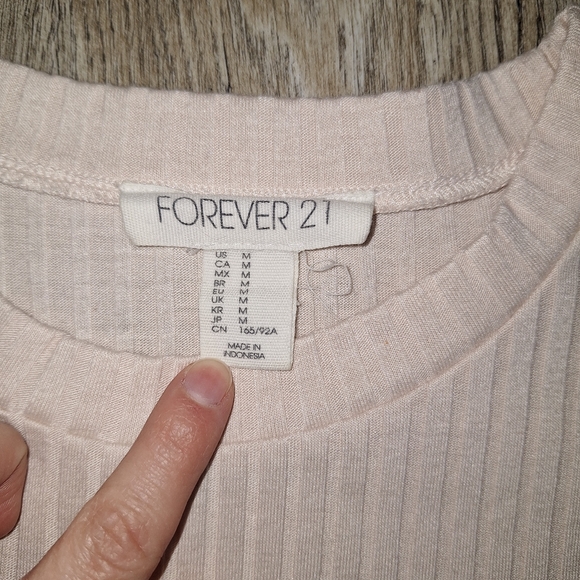 FOREVER 21
US M
CA M
MX M
BR M
EU M
UK M
KR M
JP M
CN 165/92A
MADE IN
INDONESIA